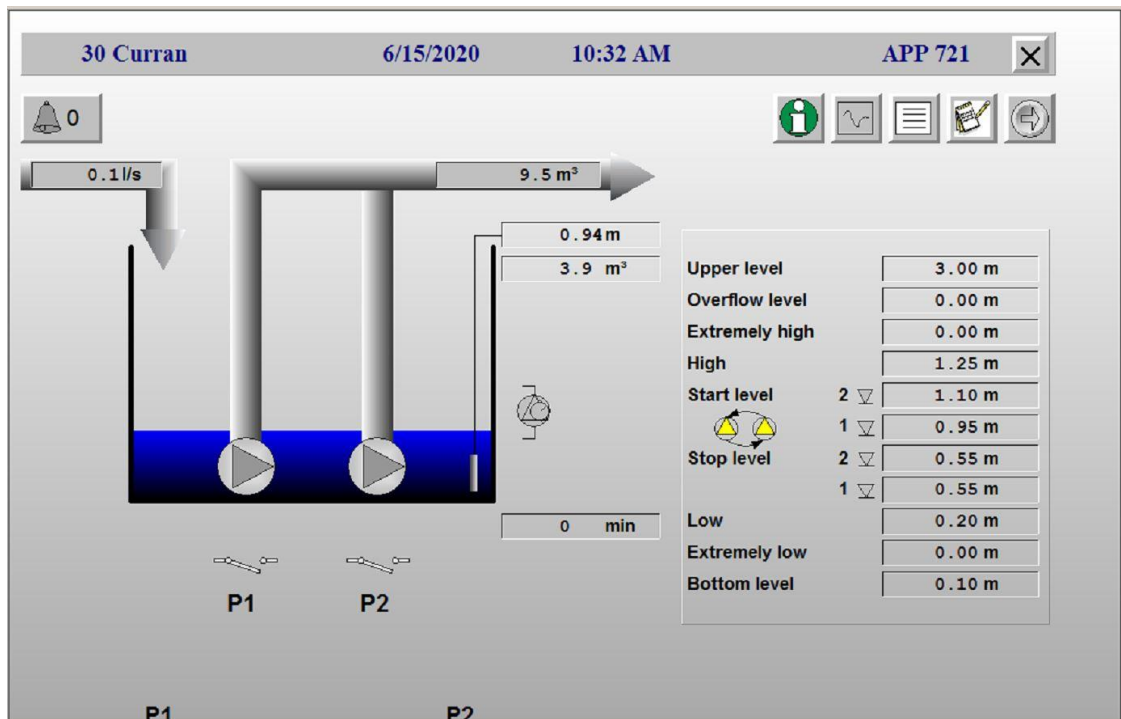 30 Curran 6/15/2020 10:32 AM APP 721
0
0.1 l/s
9.5 m³
0.94 m
3.9 m³
Upper level 3.00 m
Overflow level 0.00 m
Extremely high 0.00 m
High 1.25 m
Start level 2 1.10 m
1 0.95 m
Stop level 2 0.55 m
1 0.55 m
0 min
Low 0.20 m
Extremely low 0.00 m
Bottom level 0.10 m
P1 P2
P1 P2